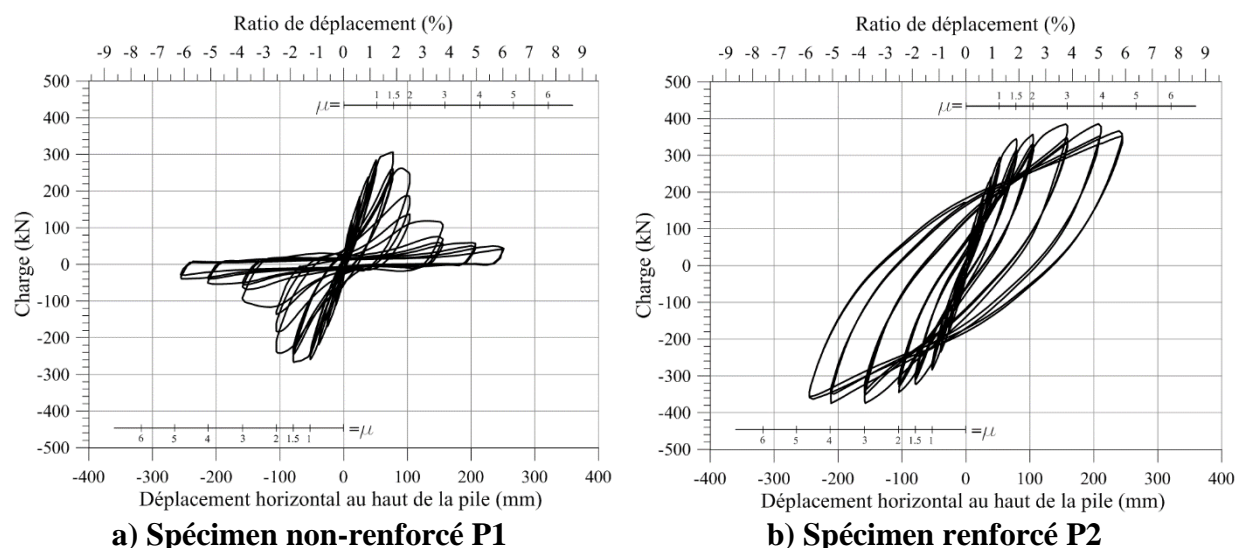 Ratio de déplacement (%)
-9 -8 -7 -6 -5 -4 -3 -2 -1 0 1 2 3 4 5 6 7 8 9
500
400
300
200
100
0
-100
-200
-300
-400
-500
Charge (kN)
μ=
1 1.5 2 3 4 5 6
6 5 4 3 2 1.5 1
=μ
-400 -300 -200 -100 0 100 200 300 400
Déplacement horizontal au haut de la pile (mm)
a) Spécimen non-renforcé P1
Ratio de déplacement (%)
-9 -8 -7 -6 -5 -4 -3 -2 -1 0 1 2 3 4 5 6 7 8 9
500
400
300
200
100
0
-100
-200
-300
-400
-500
Charge (kN)
μ=
1 1.5 2 3 4 5 6
6 5 4 3 2 1.5 1
=μ
-400 -300 -200 -100 0 100 200 300 400
Déplacement horizontal au haut de la pile (mm)
b) Spécimen renforcé P2